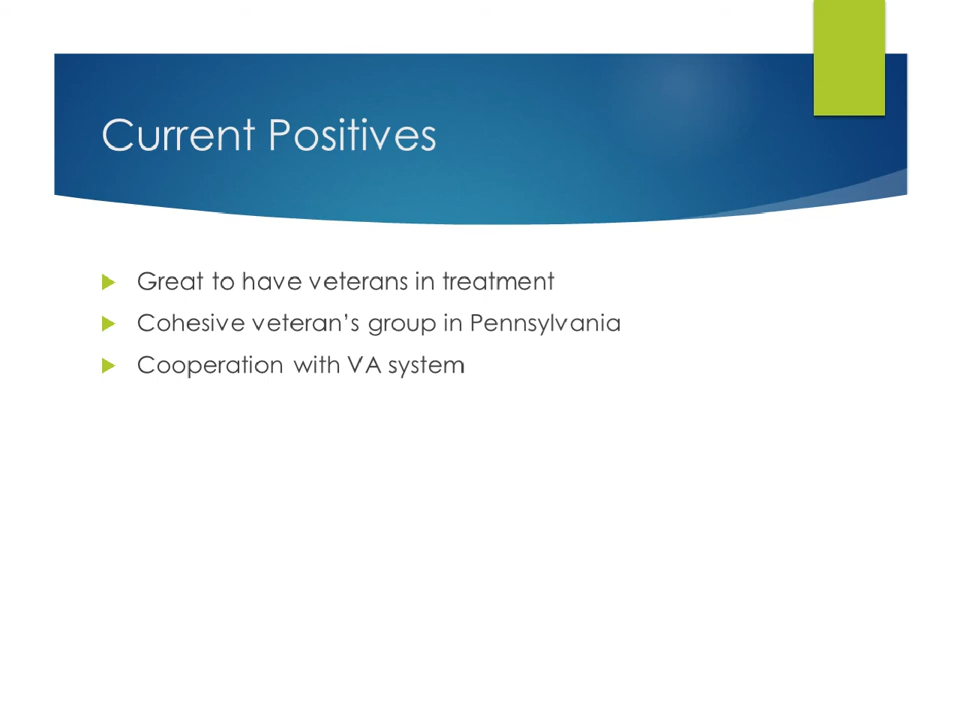 Current Positives
Great to have veterans in treatment
Cohesive veteran’s group in Pennsylvania
Cooperation with VA system